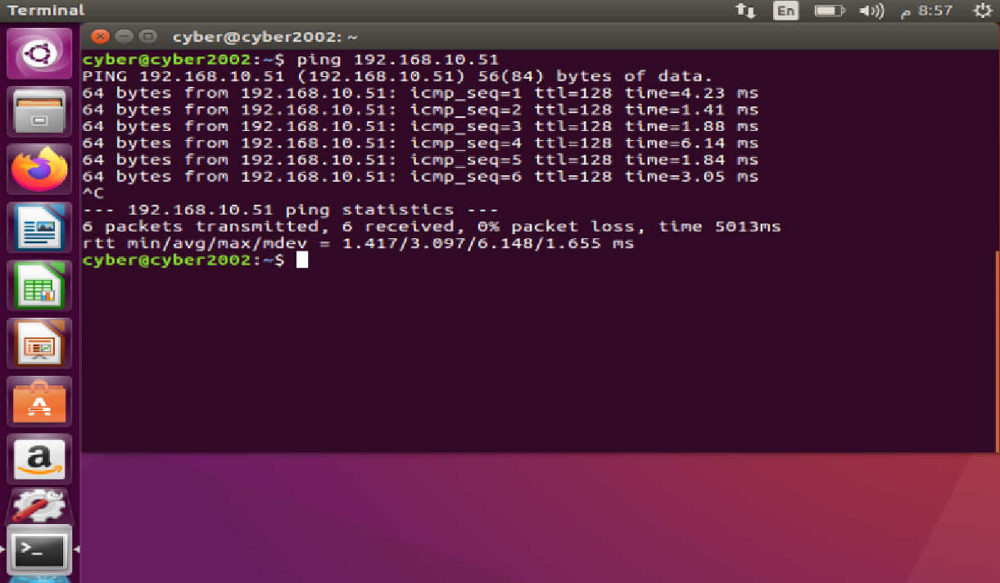 Terminal
En
م 8:57
cyber@cyber2002: ~
cyber@cyber2002:~$ ping 192.168.10.51
PING 192.168.10.51 (192.168.10.51) 56(84) bytes of data.
64 bytes from 192.168.10.51: icmp_seq=1 ttl=128 time=4.23 ms
64 bytes from 192.168.10.51: icmp_seq=2 ttl=128 time=1.41 ms
64 bytes from 192.168.10.51: icmp_seq=3 ttl=128 time=1.88 ms
64 bytes from 192.168.10.51: icmp_seq=4 ttl=128 time=6.14 ms
64 bytes from 192.168.10.51: icmp_seq=5 ttl=128 time=1.84 ms
64 bytes from 192.168.10.51: icmp_seq=6 ttl=128 time=3.05 ms
^C
--- 192.168.10.51 ping statistics ---
6 packets transmitted, 6 received, 0% packet loss, time 5013ms
rtt min/avg/max/mdev = 1.417/3.097/6.148/1.655 ms
cyber@cyber2002:~$